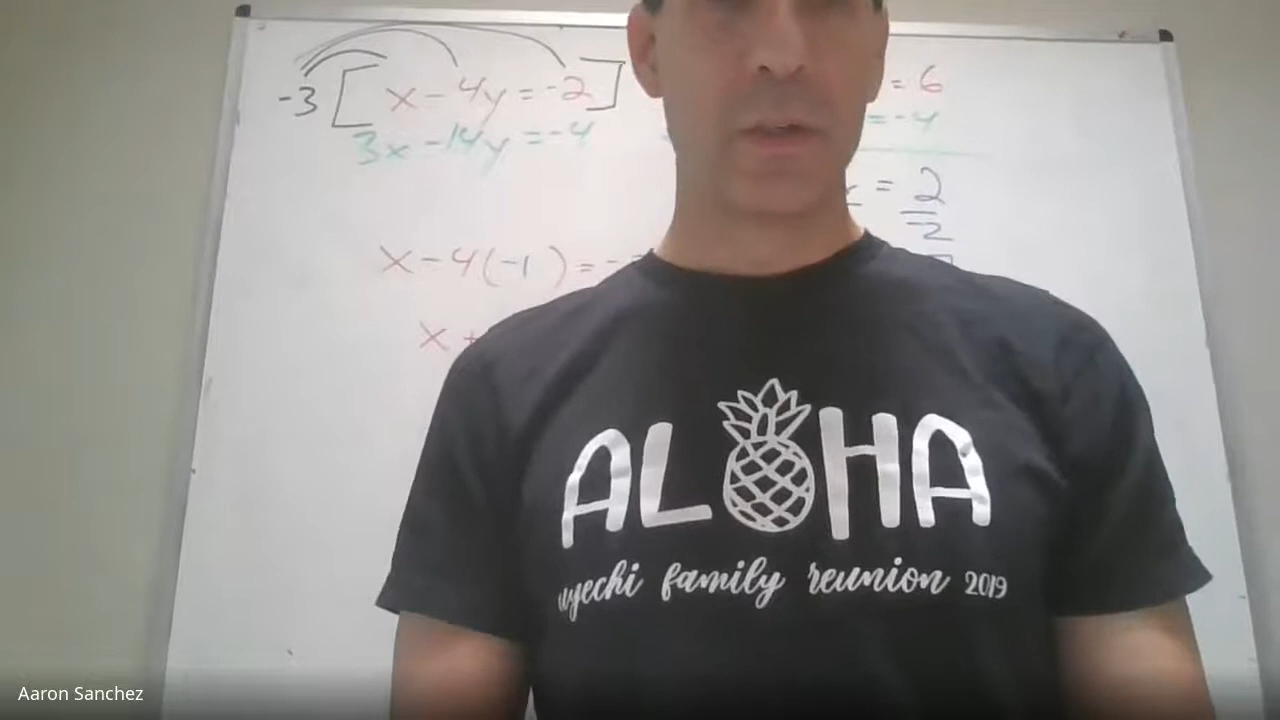 -3 [ x - 4y = -2 ]
3x - 14y = -4
= 6
= -4
= 2
-2
x - 4(-1) = -
x +
ALOHA
family reunion 2019
Aaron Sanchez